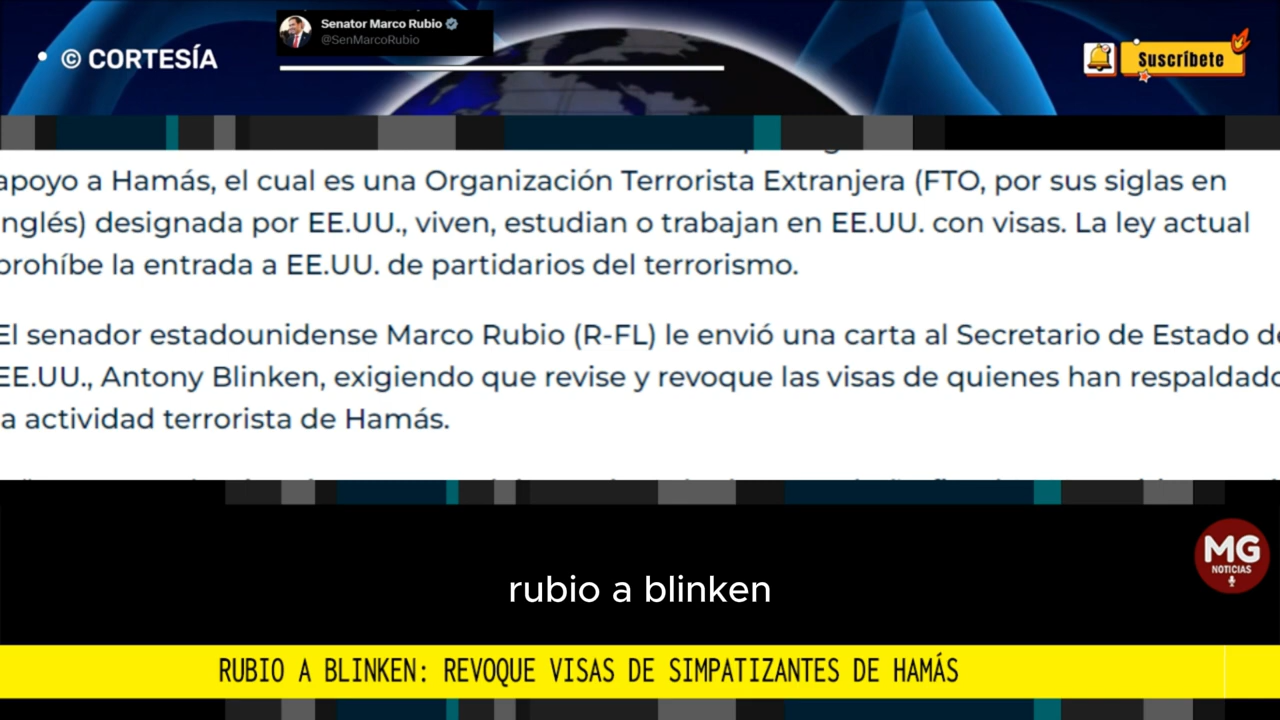 Senator Marco Rubio
@SenMarcoRubio
© CORTESÍA
Suscríbete
apoyo a Hamás, el cual es una Organización Terrorista Extranjera (FTO, por sus siglas en
nglés) designada por EE.UU., viven, estudian o trabajan en EE.UU. con visas. La ley actual
prohíbe la entrada a EE.UU. de partidarios del terrorismo.
El senador estadounidense Marco Rubio (R-FL) le envió una carta al Secretario de Estado de
EE.UU., Antony Blinken, exigiendo que revise y revoque las visas de quienes han respaldado
a actividad terrorista de Hamás.
MG
NOTICIAS
rubio a blinken
RUBIO A BLINKEN: REVOQUE VISAS DE SIMPATIZANTES DE HAMÁS